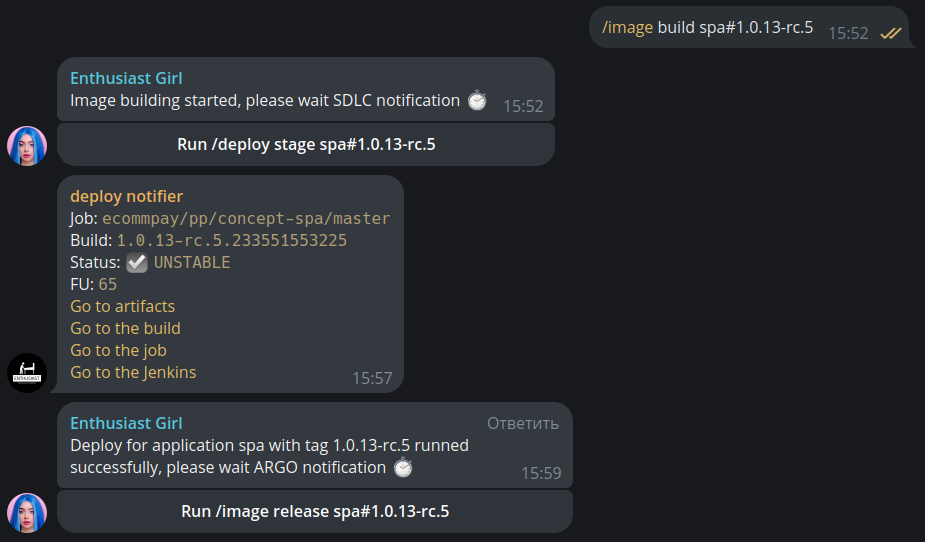 /image build spa#1.0.13-rc.5 15:52
Enthusiast Girl
Image building started, please wait SDLC notification 15:52
Run /deploy stage spa#1.0.13-rc.5
deploy notifier
Job: ecommpay/pp/concept-spa/master
Build: 1.0.13-rc.5.233551553225
Status: UNSTABLE
FU: 65
Go to artifacts
Go to the build
Go to the job
Go to the Jenkins 15:57
ENTHUSIAST
Enthusiast Girl Ответить
Deploy for application spa with tag 1.0.13-rc.5 runned
successfully, please wait ARGO notification 15:59
Run /image release spa#1.0.13-rc.5